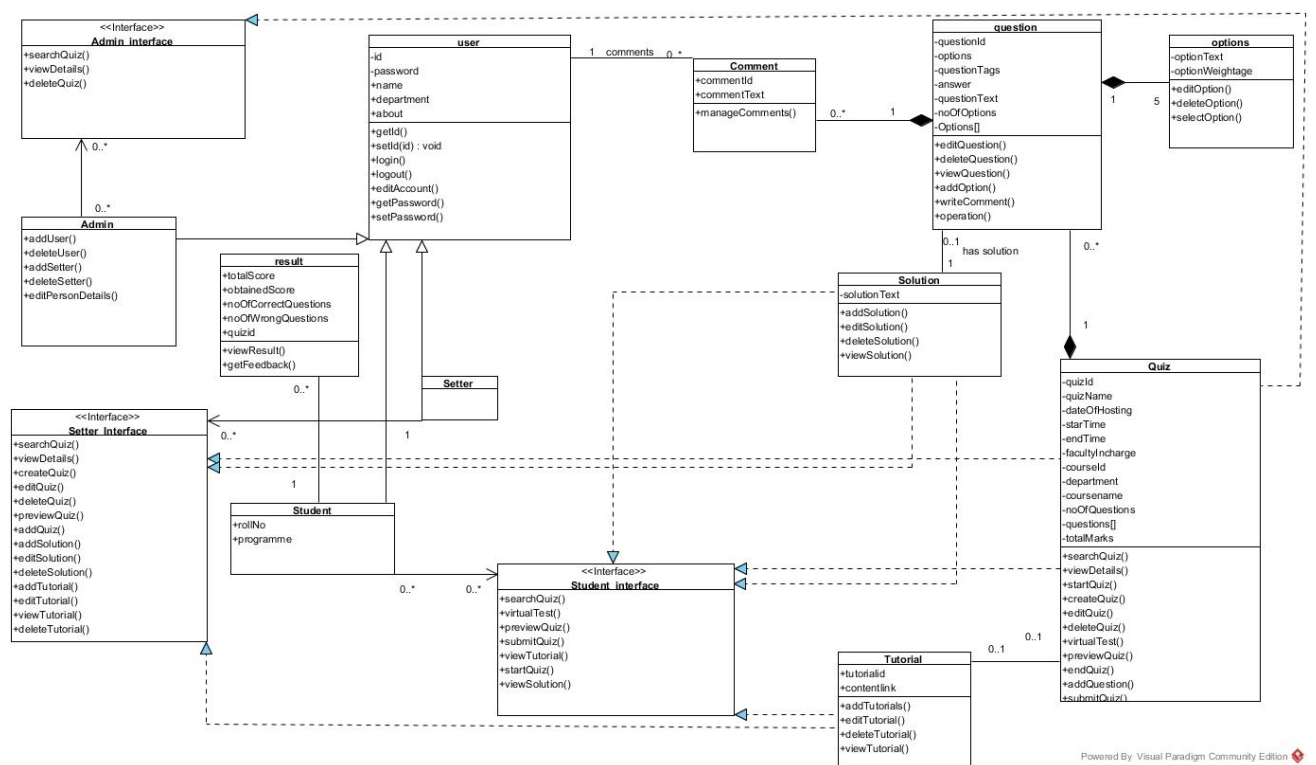 <<Interface>>
Admin_interface
+searchQuiz()
+viewDetails()
+deleteQuiz()
0..*
0..*
Admin
+addUser()
+deleteUser()
+addSetter()
+deleteSetter()
+editPersonDetails()
user
-id
-password
+name
+department
+about
+getId()
+setId(id) : void
+login()
+logout()
+editAccount()
+getPassword()
+setPassword()
1 comments 0..*
Comment
+commentId
+commentText
+manageComments()
0..* 1
question
-questionId
-options
-questionTags
-answer
-questionText
-noOfOptions
-Options[]
+editQuestion()
+deleteQuestion()
+viewQuestion()
+addOption()
+writeComment()
+operation()
1 5
options
-optionText
-optionWeightage
+editOption()
+deleteOption()
+selectOption()
0..1
has solution
1
0..*
1
result
+totalScore
+obtainedScore
+noOfCorrectQuestions
+noOfWrongQuestions
+quizid
+viewResult()
+getFeedback()
0..*
1
Solution
-solutionText
+addSolution()
+editSolution()
+deleteSolution()
+viewSolution()
Setter
0..* 1
<<Interface>>
Setter_Interface
+searchQuiz()
+viewDetails()
+createQuiz()
+editQuiz()
+deleteQuiz()
+previewQuiz()
+addQuiz()
+addSolution()
+editSolution()
+deleteSolution()
+addTutorial()
+editTutorial()
+viewTutorial()
+deleteTutorial()
Student
+rollNo
+programme
0..* 0..*
<<Interface>>
Student_interface
+searchQuiz()
+virtualTest()
+previewQuiz()
+submitQuiz()
+viewTutorial()
+startQuiz()
+viewSolution()
Quiz
-quizId
-quizName
-dateOfHosting
-starTime
-endTime
-facultyIncharge
-courseId
-department
-coursename
-noOfQuestions
-questions[]
-totalMarks
+searchQuiz()
+viewDetails()
+startQuiz()
+createQuiz()
+editQuiz()
+deleteQuiz()
+virtualTest()
+previewQuiz()
+endQuiz()
+addQuestion()
+submitQuiz()
0..1
0..1
Tutorial
+tutorialid
+contentlink
+addTutorials()
+editTutorial()
+deleteTutorial()
+viewTutorial()
Powered By Visual Paradigm Community Edition